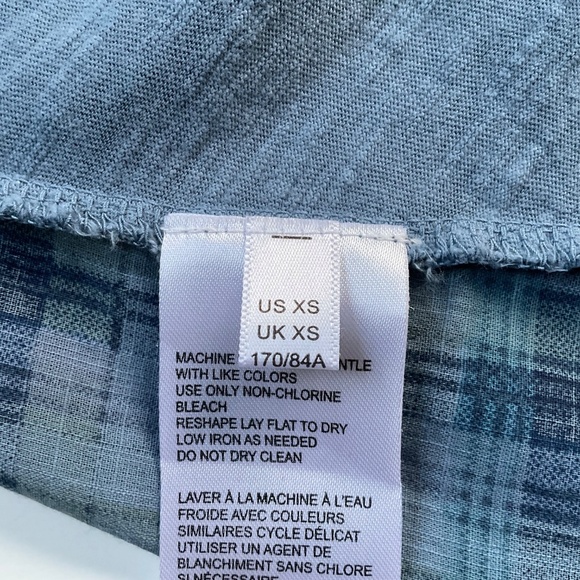 US XS
UK XS
170/84A
MACHINE
WITH LIKE COLORS
USE ONLY NON-CHLORINE
BLEACH
RESHAPE LAY FLAT TO DRY
LOW IRON AS NEEDED
DO NOT DRY CLEAN
LAVER À LA MACHINE À L'EAU
FROIDE AVEC COULEURS
SIMILAIRES CYCLE DÉLICAT
UTILISER UN AGENT DE
BLANCHIMENT SANS CHLORE
SI NÉCESSAIRE